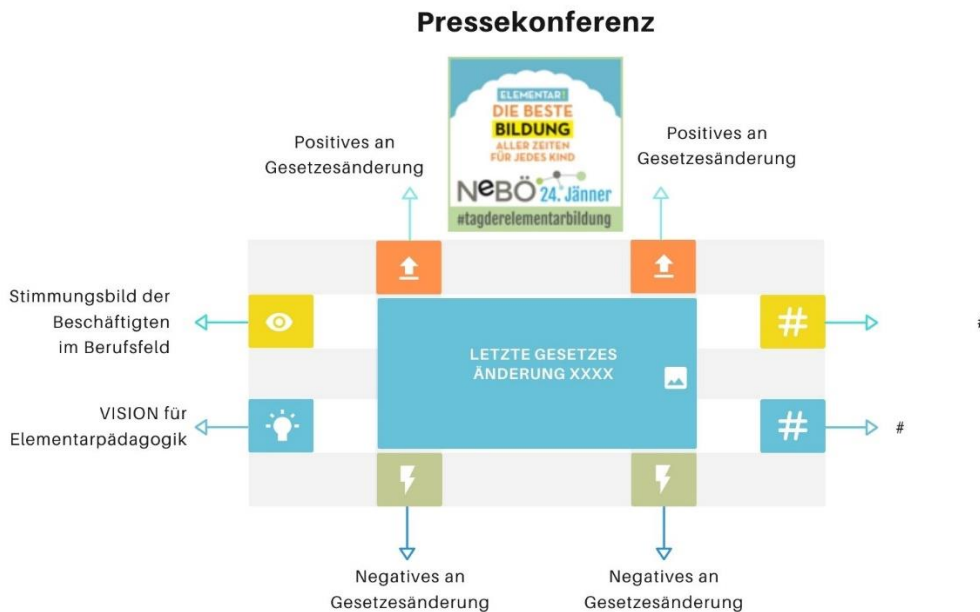 Pressekonferenz
ELEMENTAR!
DIE BESTE
BILDUNG
ALLER ZEITEN
FÜR JEDES KIND
NeBÖ 24. Jänner
#tagderelementarbildung
Positives an
Gesetzesänderung
Positives an
Gesetzesänderung
Stimmungsbild der
Beschäftigten
im Berufsfeld
#
LETZTE GESETZES
ÄNDERUNG XXXX
#
VISION für
Elementarpädagogik
#
#
Negatives an
Gesetzesänderung
Negatives an
Gesetzesänderung